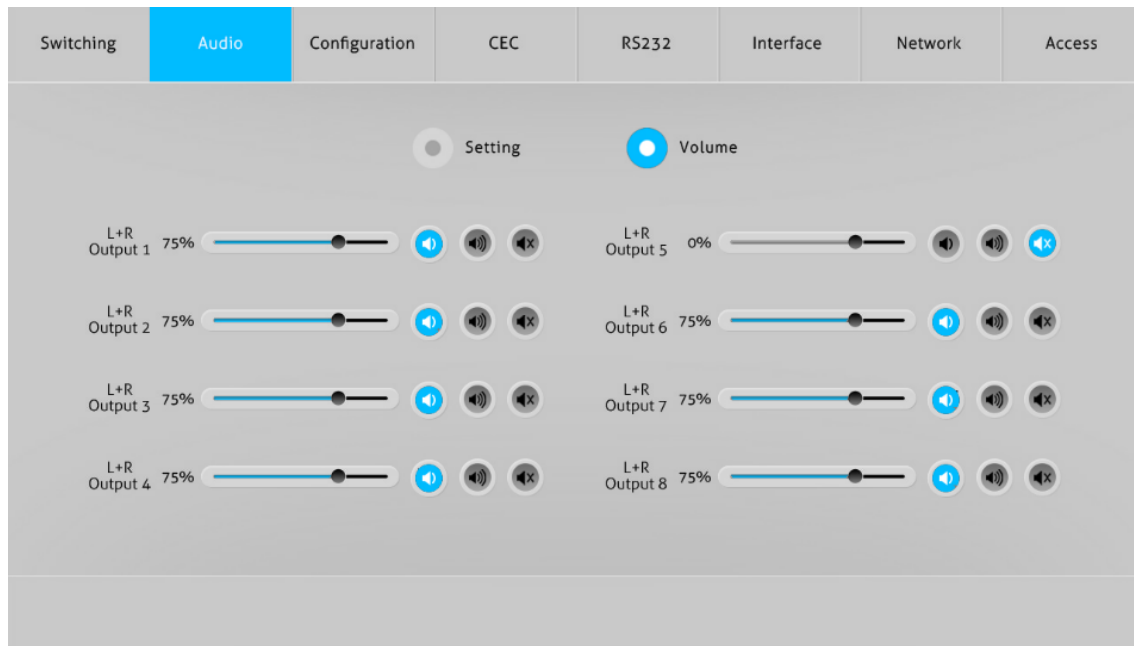 Switching Audio Configuration CEC RS232 Interface Network Access
Setting Volume
L+R
Output 1 75%
L+R
Output 5 0%
L+R
Output 2 75%
L+R
Output 6 75%
L+R
Output 3 75%
L+R
Output 7 75%
L+R
Output 4 75%
L+R
Output 8 75%